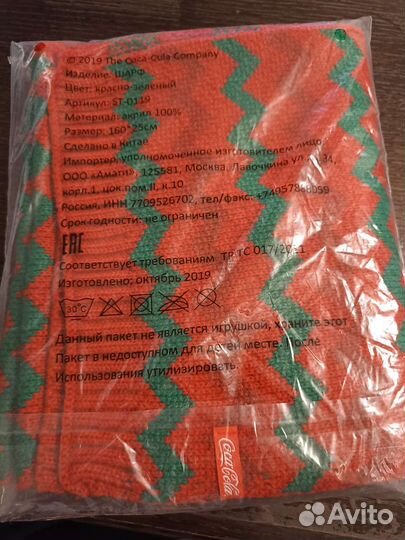 © 2019 The Coca-Cola Company
Изделие: ШАРФ
Цвет: красно-зеленый
Артикул: ST-0119
Материал: акрил 100%
Размер: 160*25см
Сделано в Китае
Импортер: уполномоченное изготовителем лицо
ООО «Амати», 125581, Москва, Лавочкина ул., 34,
корп.1, цок.пом.II, к.10
Россия, ИНН 7709526702, тел/факс:
Срок годности: не ограничен
EAC
Соответствует требованиям ТР ТС 017/2011
Изготовлено: октябрь 2019
30°C
Данный пакет не является игрушкой, храните этот
Пакет в недоступном для детей месте. После
Использования утилизировать.
Coca-Cola
Avito